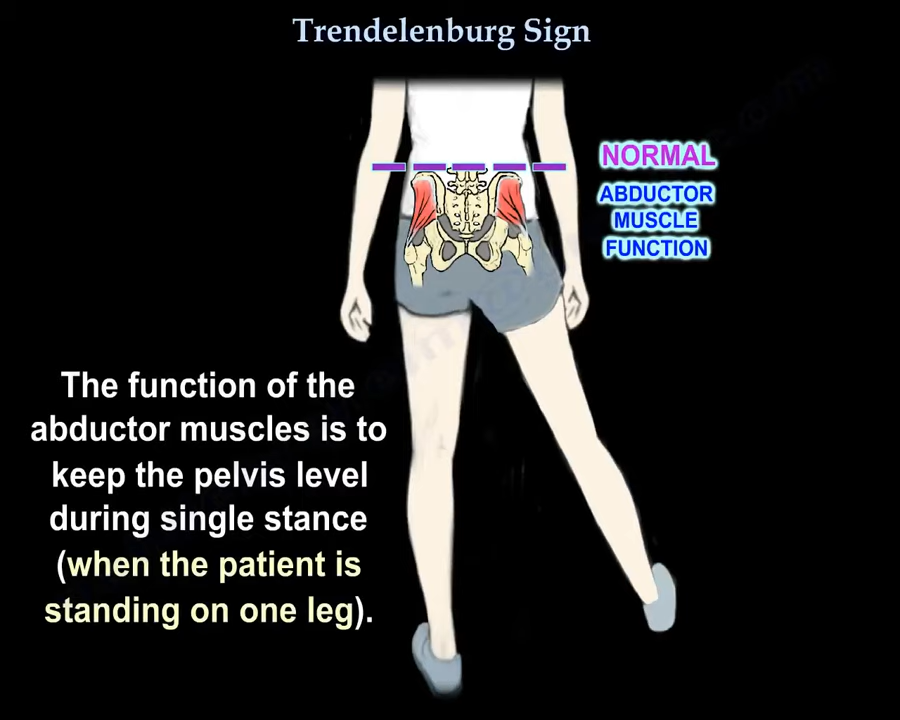 Trendelenburg Sign
NORMAL
ABDUCTOR
MUSCLE
FUNCTION
The function of the
abductor muscles is to
keep the pelvis level
during single stance
(when the patient is
standing on one leg).